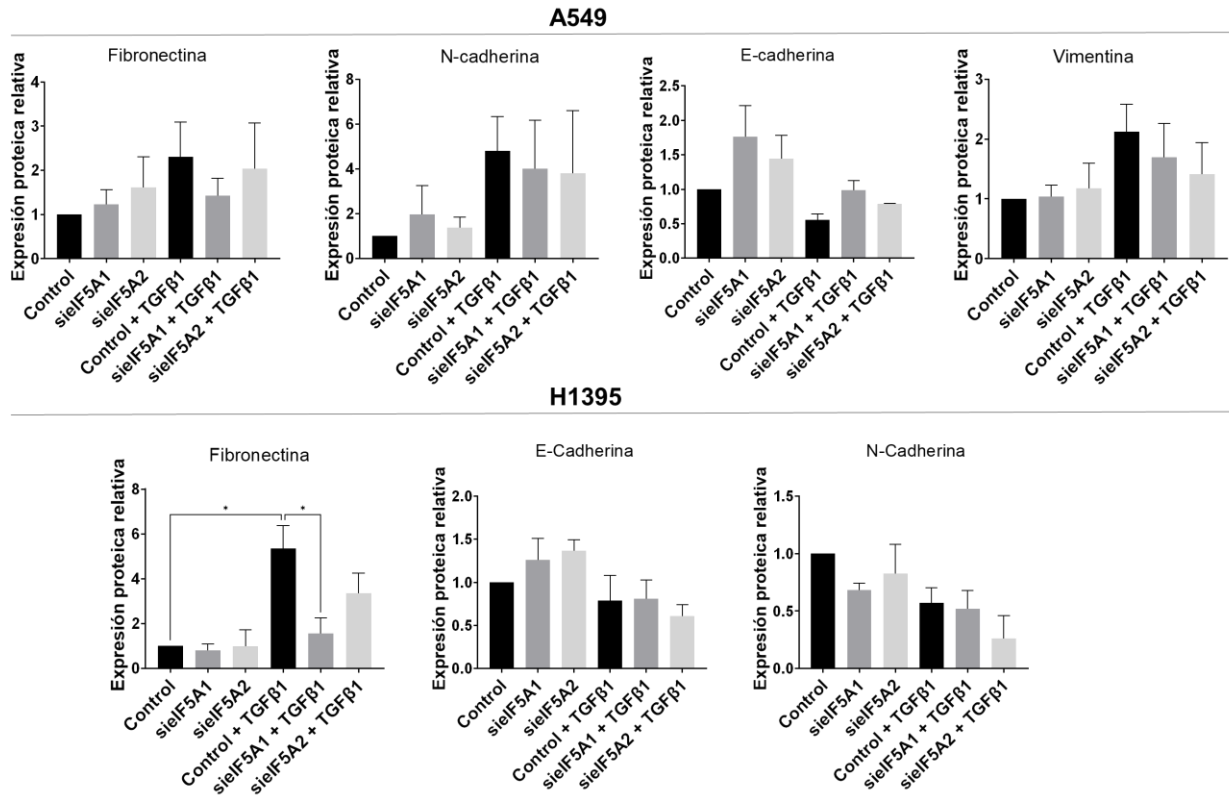 A549
Fibronectina
Expresión proteica relativa
4
3
2
1
0
Control
sieIF5A1
sieIF5A2
Control + TGFβ1
sieIF5A1 + TGFβ1
sieIF5A2 + TGFβ1
N-cadherina
Expresión proteica relativa
8
6
4
2
0
Control
sieIF5A1
sieIF5A2
Control + TGFβ1
sieIF5A1 + TGFβ1
sieIF5A2 + TGFβ1
E-cadherina
Expresión proteica relativa
2.5
2.0
1.5
1.0
0.5
0.0
Control
sieIF5A1
sieIF5A2
Control + TGFβ1
sieIF5A1 + TGFβ1
sieIF5A2 + TGFβ1
Vimentina
Expresión proteica relativa
3
2
1
0
Control
sieIF5A1
sieIF5A2
Control + TGFβ1
sieIF5A1 + TGFβ1
sieIF5A2 + TGFβ1
H1395
Fibronectina
Expresión proteica relativa
8
6
4
2
0
*
*
Control
sieIF5A1
sieIF5A2
Control + TGFβ1
sieIF5A1 + TGFβ1
sieIF5A2 + TGFβ1
E-Cadherina
Expresión proteica relativa
2.0
1.5
1.0
0.5
0.0
Control
sieIF5A1
sieIF5A2
Control + TGFβ1
sieIF5A1 + TGFβ1
sieIF5A2 + TGFβ1
N-Cadherina
Expresión proteica relativa
1.5
1.0
0.5
0.0
Control
sieIF5A1
sieIF5A2
Control + TGFβ1
sieIF5A1 + TGFβ1
sieIF5A2 + TGFβ1